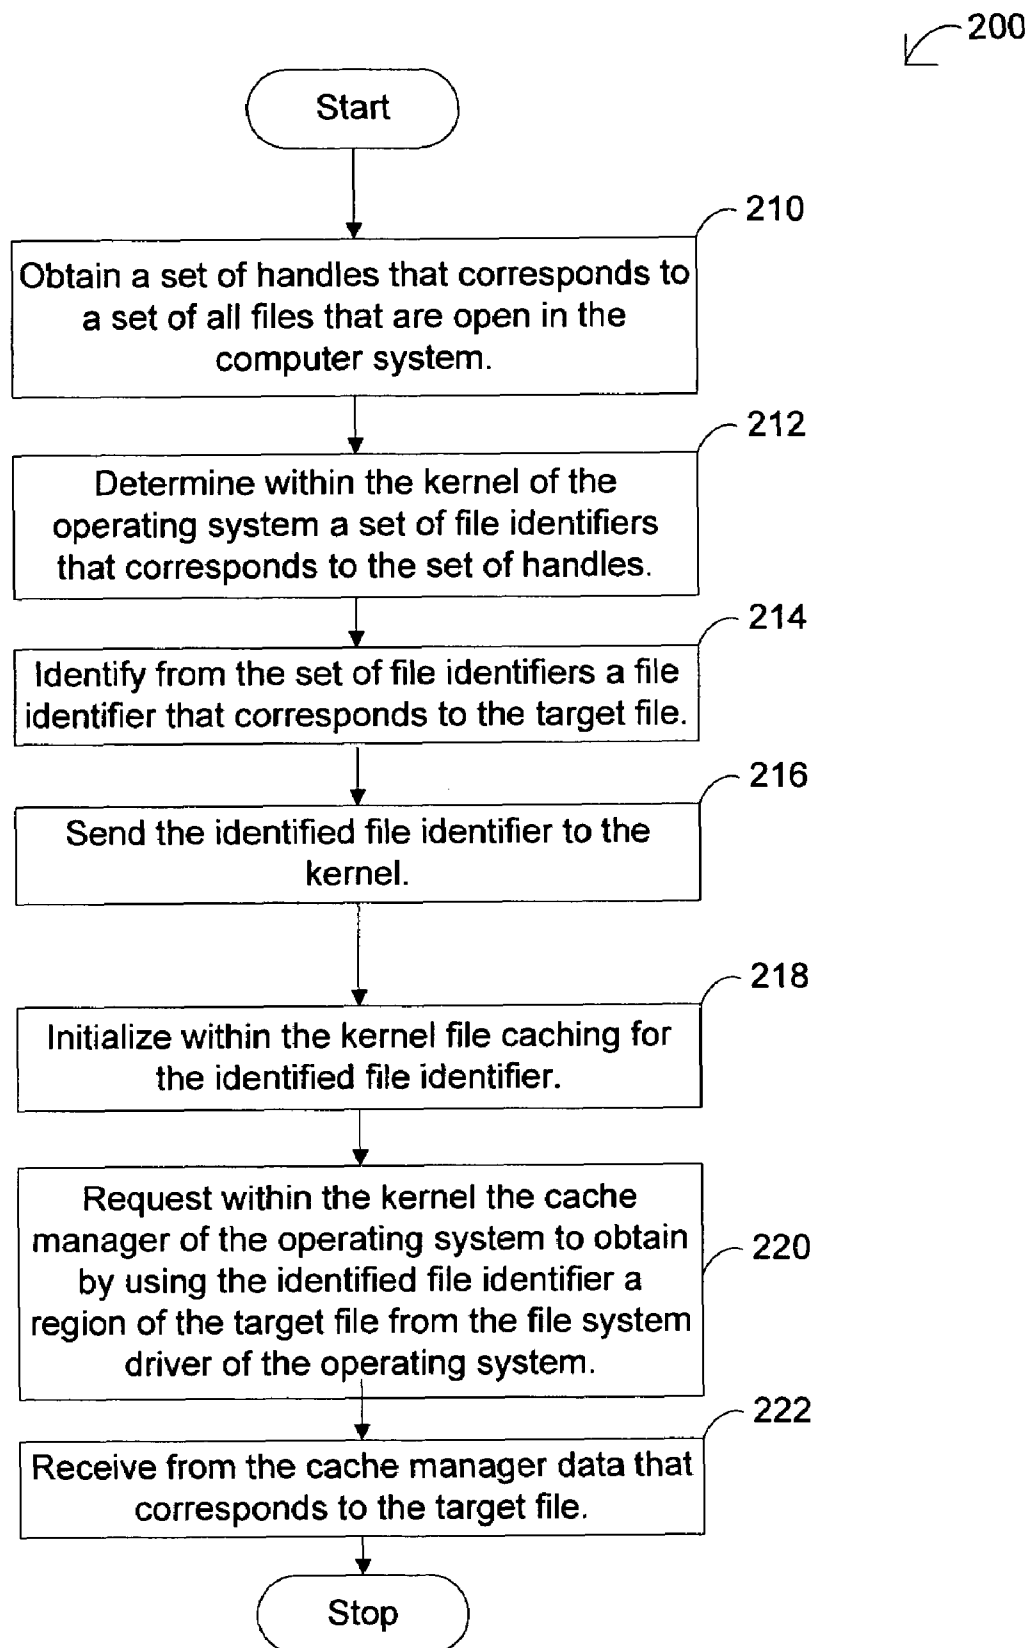 200
Start
210
Obtain a set of handles that corresponds to
a set of all files that are open in the
computer system.
212
Determine within the kernel of the
operating system a set of file identifiers
that corresponds to the set of handles.
214
Identify from the set of file identifiers a file
identifier that corresponds to the target file.
216
Send the identified file identifier to the
kernel.
218
Initialize within the kernel file caching for
the identified file identifier.
220
Request within the kernel the cache
manager of the operating system to obtain
by using the identified file identifier a
region of the target file from the file system
driver of the operating system.
222
Receive from the cache manager data that
corresponds to the target file.
Stop